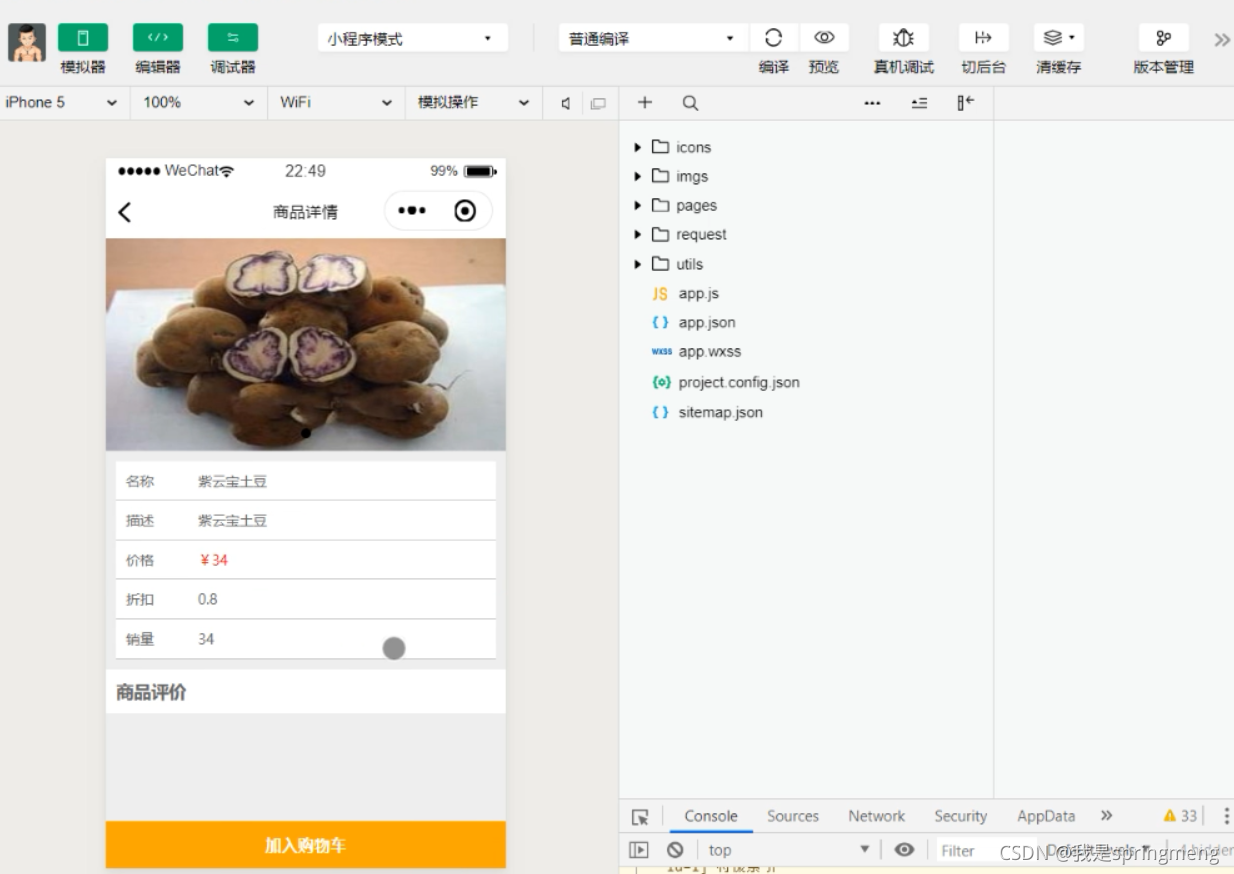 小程序模式
普通编译
模拟器 编辑器 调试器 编译 预览 真机调试 切后台 清缓存 版本管理
iPhone 5 100% WiFi 模拟操作
WeChat 22:49 99%
商品详情
名称 紫云宝土豆
描述 紫云宝土豆
价格 ￥34
折扣 0.8
销量 34
商品评价
加入购物车
icons
imgs
pages
request
utils
JS app.js
{ } app.json
wxss app.wxss
project.config.json
{ } sitemap.json
Console Sources Network Security AppData 33
top Filter
CSDN @我是springmeng